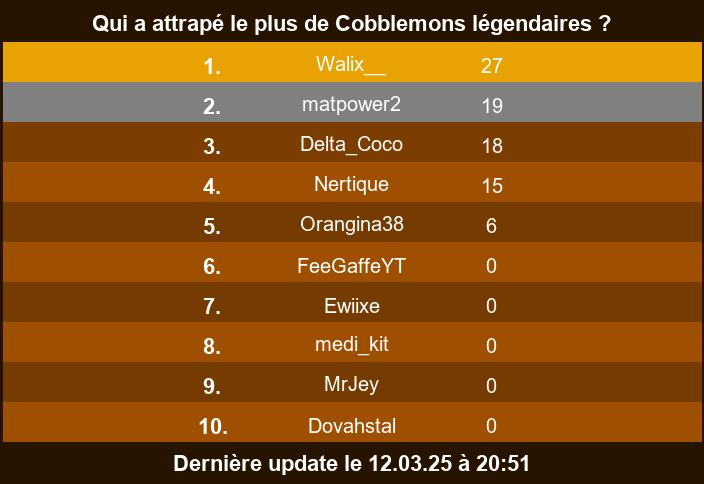 Qui a attrapé le plus de Cobblemons légendaires ?
1. Walix__ 27
2. matpower2 19
3. Delta_Coco 18
4. Nertique 15
5. Orangina38 6
6. FeeGaffeYT 0
7. Ewiixe 0
8. medi_kit 0
9. MrJey 0
10. Dovahstal 0
Dernière update le 12.03.25 à 20:51